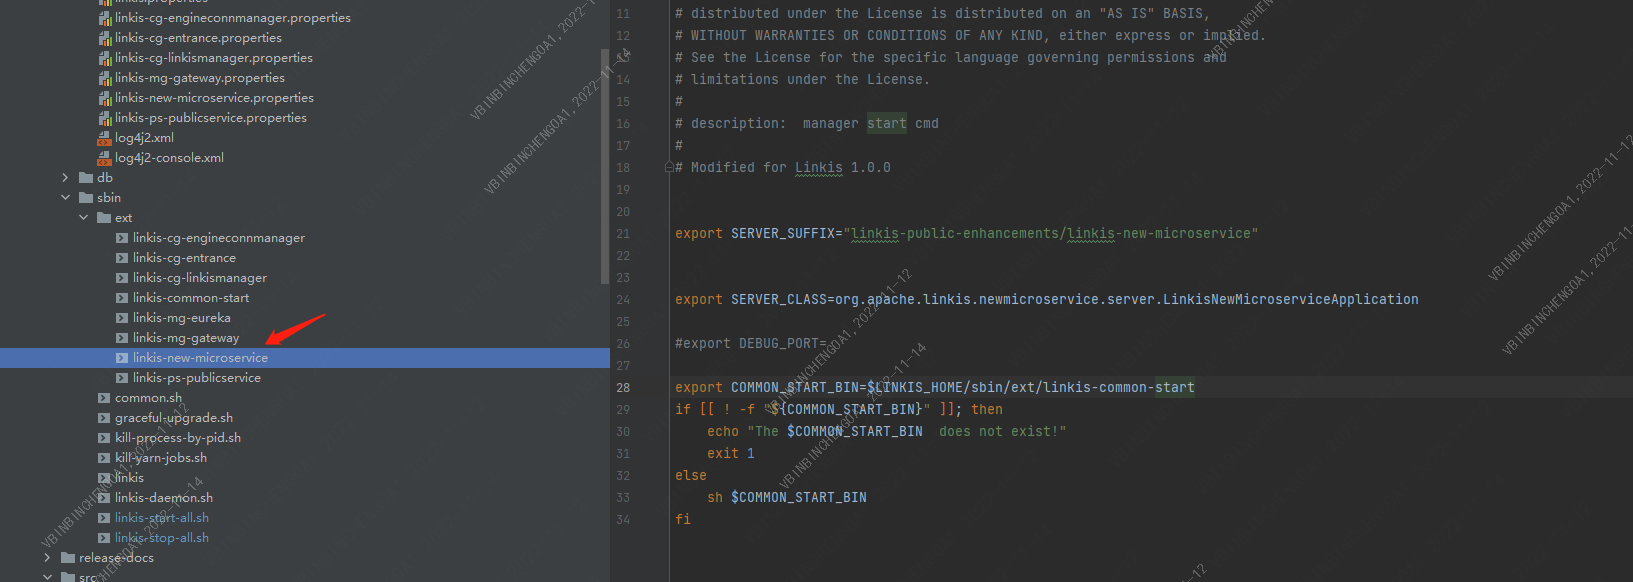 linkis.properties
linkis-cg-engineconnmanager.properties
linkis-cg-entrance.properties
linkis-cg-linkismanager.properties
linkis-mg-gateway.properties
linkis-new-microservice.properties
linkis-ps-publicservice.properties
log4j2.xml
log4j2-console.xml
db
sbin
ext
linkis-cg-engineconnmanager
linkis-cg-entrance
linkis-cg-linkismanager
linkis-common-start
linkis-mg-eureka
linkis-mg-gateway
linkis-new-microservice
linkis-ps-publicservice
common.sh
graceful-upgrade.sh
kill-process-by-pid.sh
kill-yarn-jobs.sh
linkis
linkis-daemon.sh
linkis-start-all.sh
linkis-stop-all.sh
release-docs
src
11 # distributed under the License is distributed on an "AS IS" BASIS,
12 # WITHOUT WARRANTIES OR CONDITIONS OF ANY KIND, either express or implied.
13 # See the License for the specific language governing permissions and
14 # limitations under the License.
15 #
16 # description:  manager start cmd
17 #
18 # Modified for Linkis 1.0.0
19
20
21 export SERVER_SUFFIX="linkis-public-enhancements/linkis-new-microservice"
22
23
24 export SERVER_CLASS=org.apache.linkis.newmicroservice.server.LinkisNewMicroserviceApplication
25
26 #export DEBUG_PORT=
27
28 export COMMON_START_BIN=$LINKIS_HOME/sbin/ext/linkis-common-start
29 if [[ ! -f "${COMMON_START_BIN}" ]]; then
30     echo "The $COMMON_START_BIN  does not exist!"
31     exit 1
32 else
33     sh $COMMON_START_BIN
34 fi
VBINBINCHENGOA1,2022-11-12
VBINBINCHENGOA1,2022-11-14